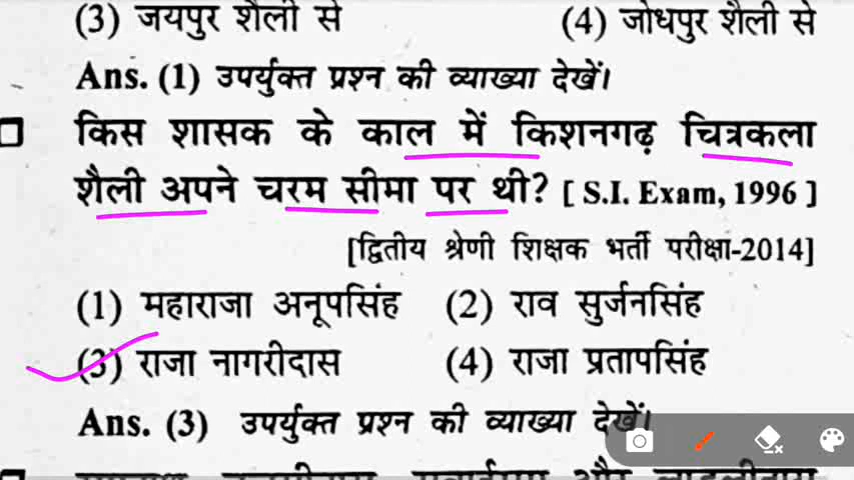 (3) जयपुर शैली से (4) जोधपुर शैली से
Ans. (1) उपर्युक्त प्रश्न की व्याख्या देखें।
किस शासक के काल में किशनगढ़ चित्रकला
शैली अपने चरम सीमा पर थी? [ S.I. Exam, 1996 ]
[द्वितीय श्रेणी शिक्षक भर्ती परीक्षा-2014]
(1) महाराजा अनूपसिंह (2) राव सुर्जनसिंह
(3) राजा नागरीदास (4) राजा प्रतापसिंह
Ans. (3) उपर्युक्त प्रश्न की व्याख्या देखें।
और